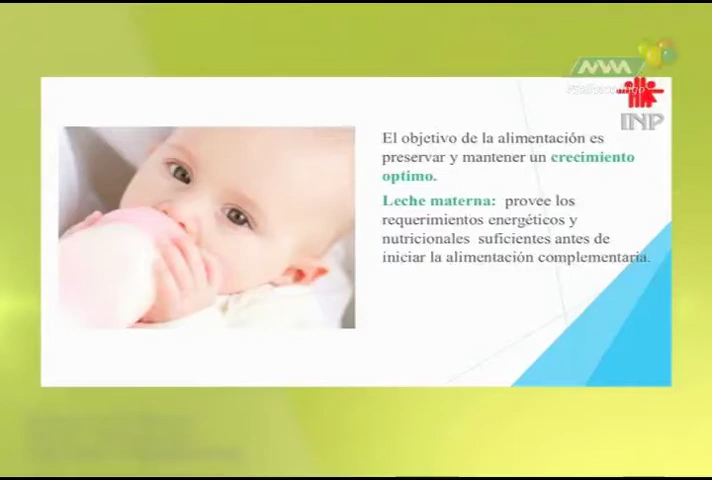 El objetivo de la alimentación es
preservar y mantener un crecimiento
optimo.
Leche materna: provee los
requerimientos energéticos y
nutricionales suficientes antes de
iniciar la alimentación complementaria.
INP